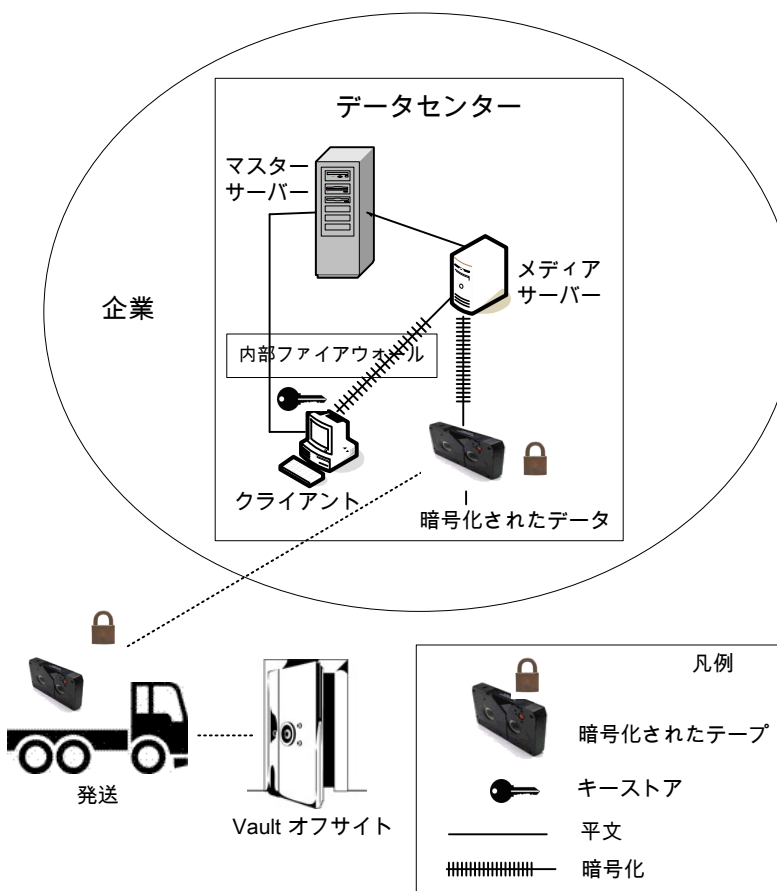 データセンター
マスター
サーバー
メディア
サーバー
企業
内部ファイアウォール
クライアント
暗号化されたデータ
発送
Vault オフサイト
凡例
暗号化されたテープ
キーストア
平文
暗号化